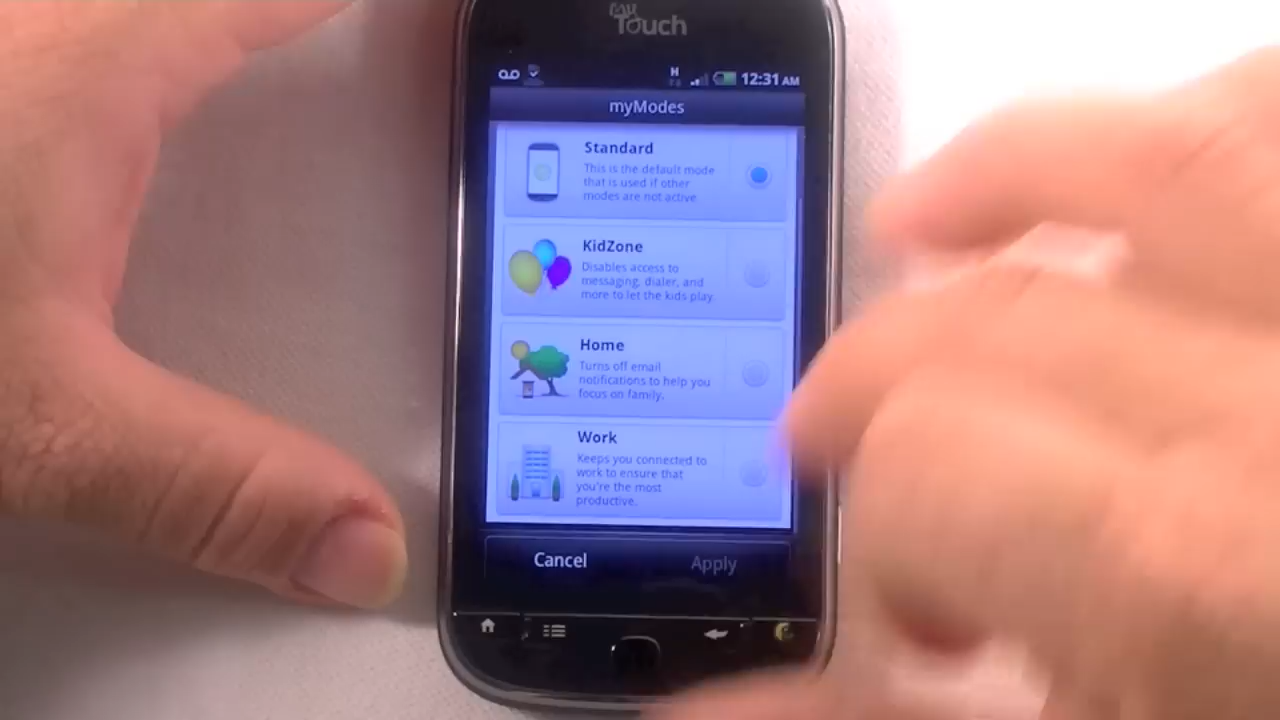 my
Touch
H
12:31 AM
myModes
Standard
This is the default mode
that is used if other
modes are not active.
KidZone
Disables access to
messaging, dialer, and
more to let the kids play.
Home
Turns off email
notifications to help you
focus on family.
Work
Keeps you connected to
work to ensure that
you're the most
productive.
Cancel
Apply